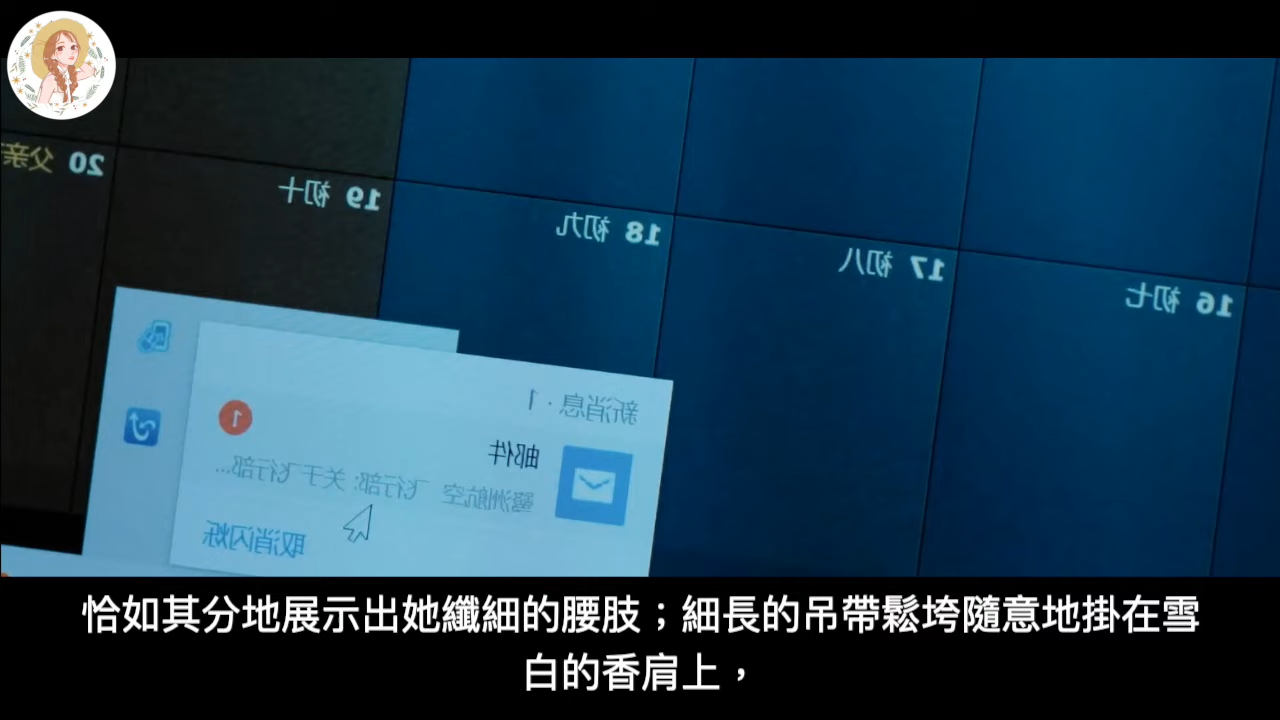 20 父亲
19 初十
18 初九
17 初八
16 初七
新消息 · 1
邮件
1
鹭洲航空 飞行部: 关于飞行部...
取消闪烁
恰如其分地展示出她纖細的腰肢；細長的吊帶鬆垮隨意地掛在雪
白的香肩上，